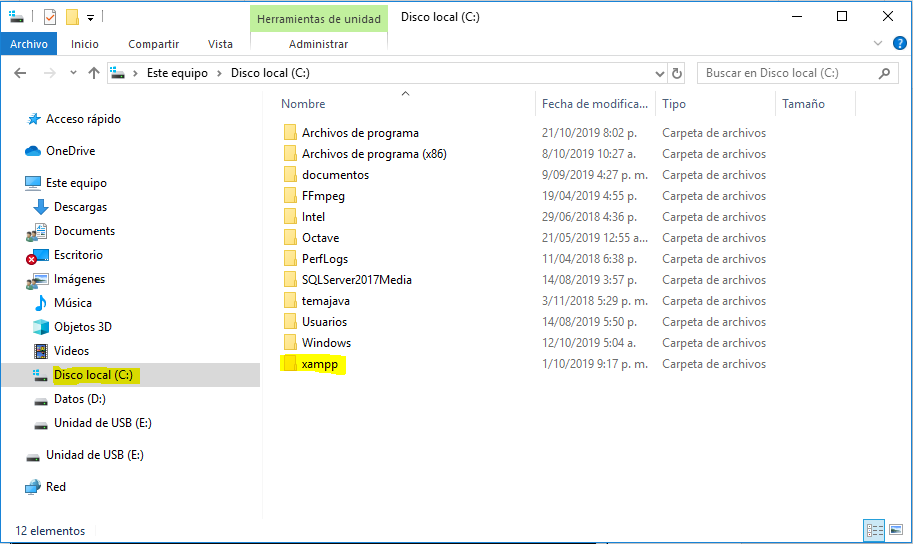 Herramientas de unidad Disco local (C:)
Archivo Inicio Compartir Vista Administrar
Este equipo > Disco local (C:) Buscar en Disco local (C:)
Acceso rápido
OneDrive
Este equipo
Descargas
Documents
Escritorio
Imágenes
Música
Objetos 3D
Videos
Disco local (C:)
Datos (D:)
Unidad de USB (E:)
Unidad de USB (E:)
Red
Nombre Fecha de modifica... Tipo Tamaño
Archivos de programa 21/10/2019 8:02 p. Carpeta de archivos
Archivos de programa (x86) 8/10/2019 10:27 a. Carpeta de archivos
documentos 9/09/2019 4:27 p. m. Carpeta de archivos
FFmpeg 19/04/2019 4:55 p. Carpeta de archivos
Intel 29/06/2018 4:36 p. Carpeta de archivos
Octave 21/05/2019 12:55 a... Carpeta de archivos
PerfLogs 11/04/2018 6:38 p. Carpeta de archivos
SQLServer2017Media 14/08/2019 3:57 p. Carpeta de archivos
temajava 3/11/2018 5:29 p. m. Carpeta de archivos
Usuarios 14/08/2019 5:50 p. Carpeta de archivos
Windows 12/10/2019 5:04 a. Carpeta de archivos
xampp 1/10/2019 9:17 p. m. Carpeta de archivos
12 elementos